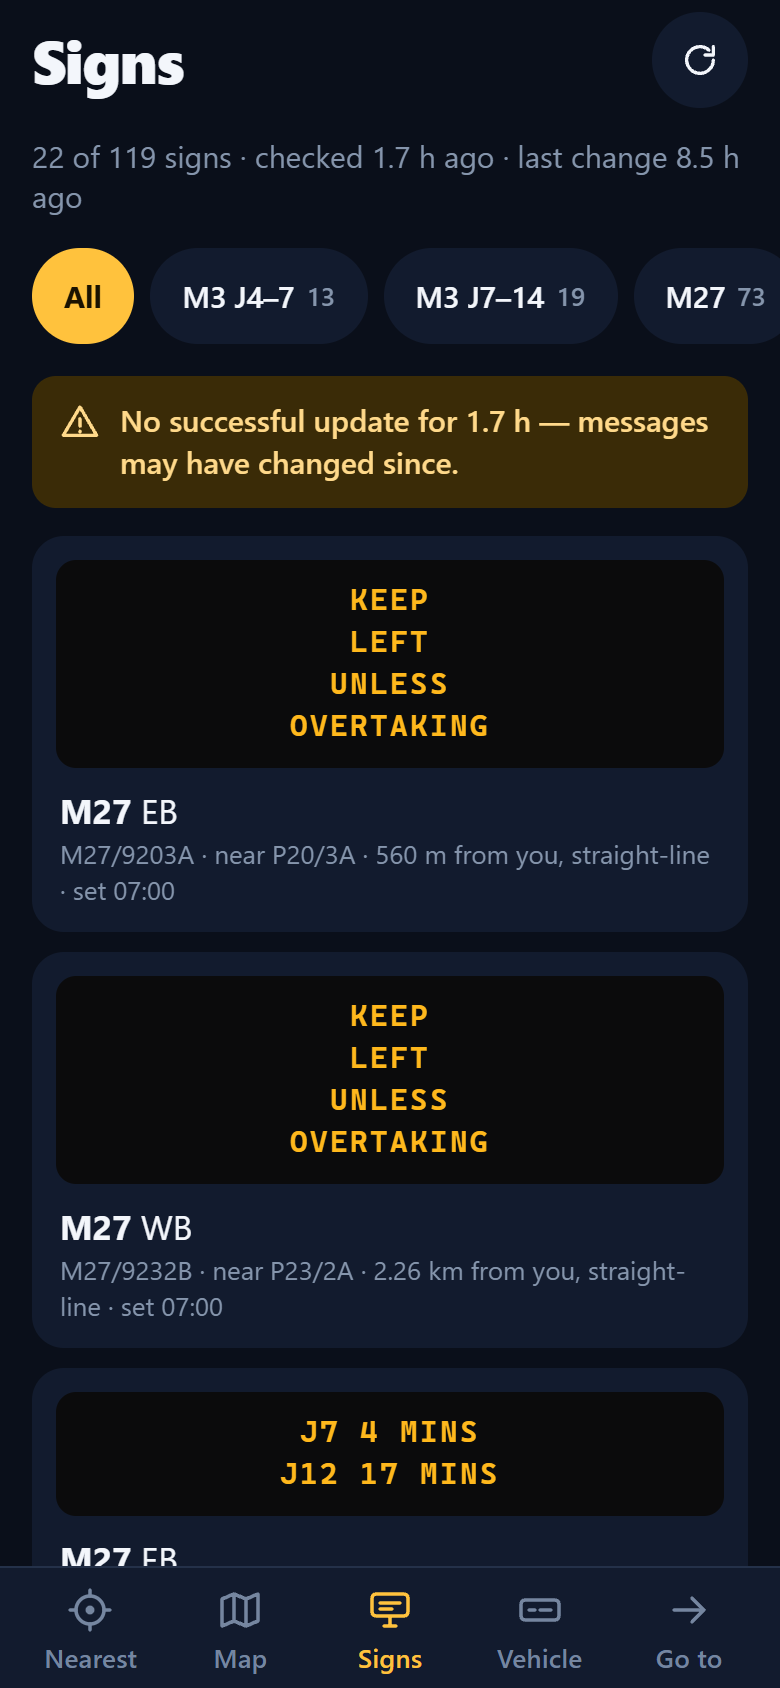 Signs
22 of 119 signs · checked 1.7 h ago · last change 8.5 h
ago
All
M3 J4–7 13
M3 J7–14 19
M27 73
No successful update for 1.7 h — messages
may have changed since.
KEEP
LEFT
UNLESS
OVERTAKING
M27 EB
M27/9203A · near P20/3A · 560 m from you, straight-line
· set 07:00
KEEP
LEFT
UNLESS
OVERTAKING
M27 WB
M27/9232B · near P23/2A · 2.26 km from you, straight-
line · set 07:00
J7 4 MINS
J12 17 MINS
M27 EB
Nearest
Map
Signs
Vehicle
Go to